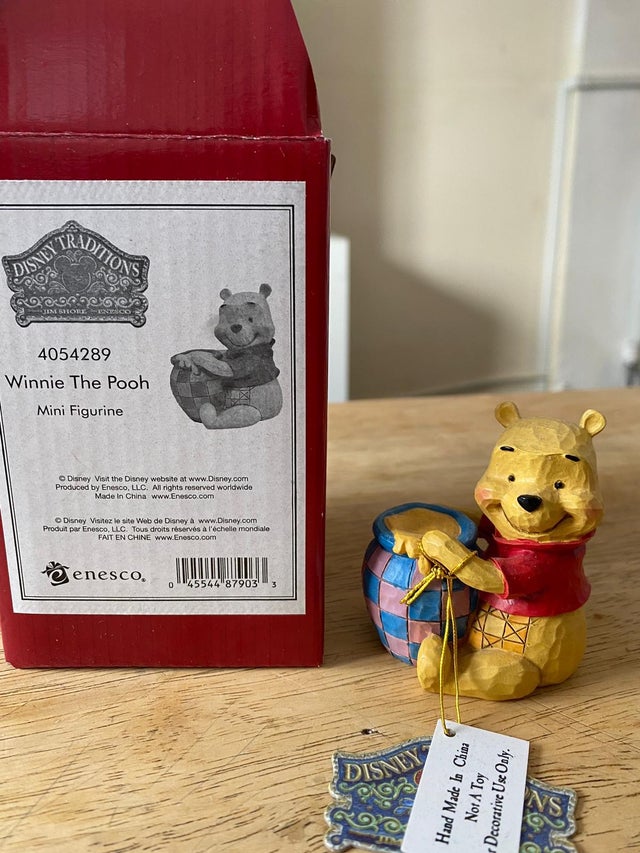 DISNEY TRADITIONS
JIM SHORE ENESCO
4054289
Winnie The Pooh
Mini Figurine
© Disney Visit the Disney website at www.Disney.com
Produced by Enesco, LLC. All rights reserved worldwide
Made In China www.Enesco.com
© Disney Visitez le site Web de Disney à www.Disney.com
Produit par Enesco, LLC. Tous droits réservés à l'échelle mondiale
FAIT EN CHINE www.Enesco.com
enesco.
0 45544 87903 3
DISNEY
NS
Hand Made In China
Not A Toy
r Decorative Use Only.